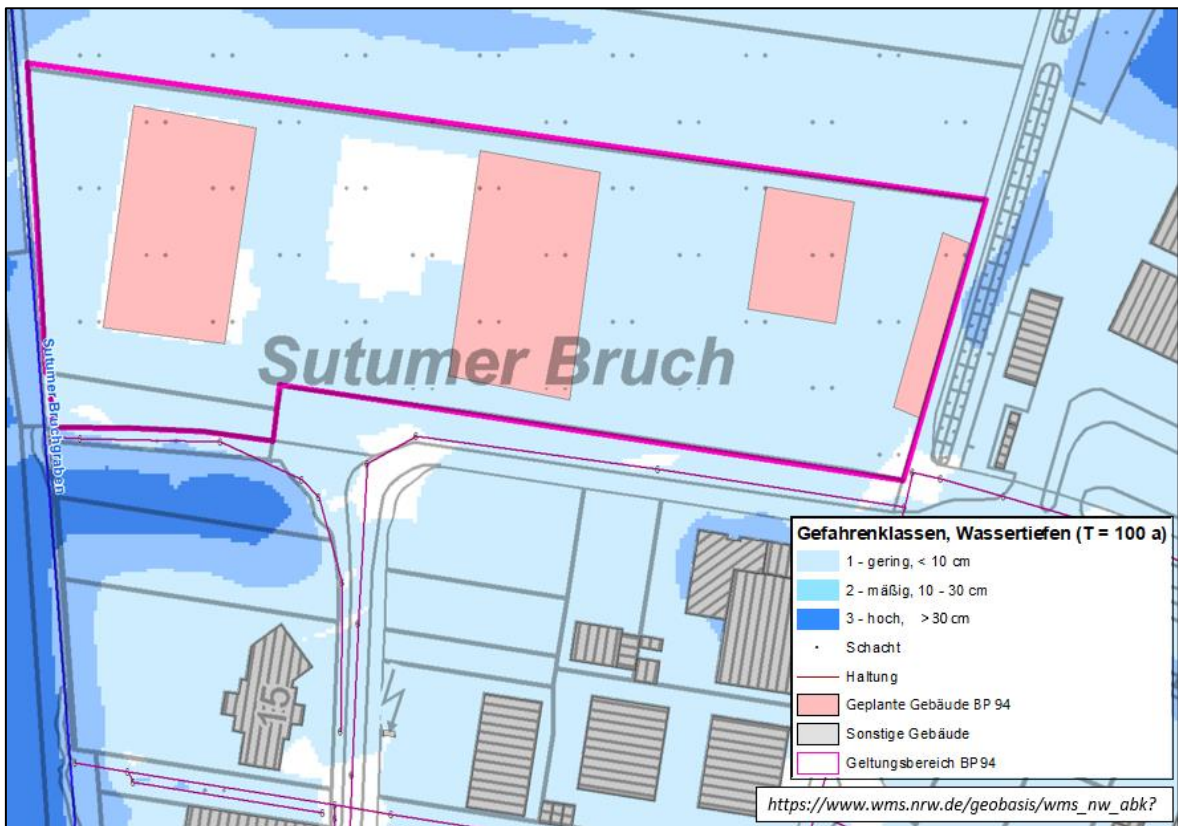 Sutumer Bruch
Sutumer Bruchgraben
15
Gefahrenklassen, Wassertiefen (T = 100 a)
1 - gering, < 10 cm
2 - mäßig, 10 - 30 cm
3 - hoch, > 30 cm
Schacht
Haltung
Geplante Gebäude BP 94
Sonstige Gebäude
Geltungsbereich BP 94
https://www.wms.nrw.de/geobasis/wms_nw_abk?